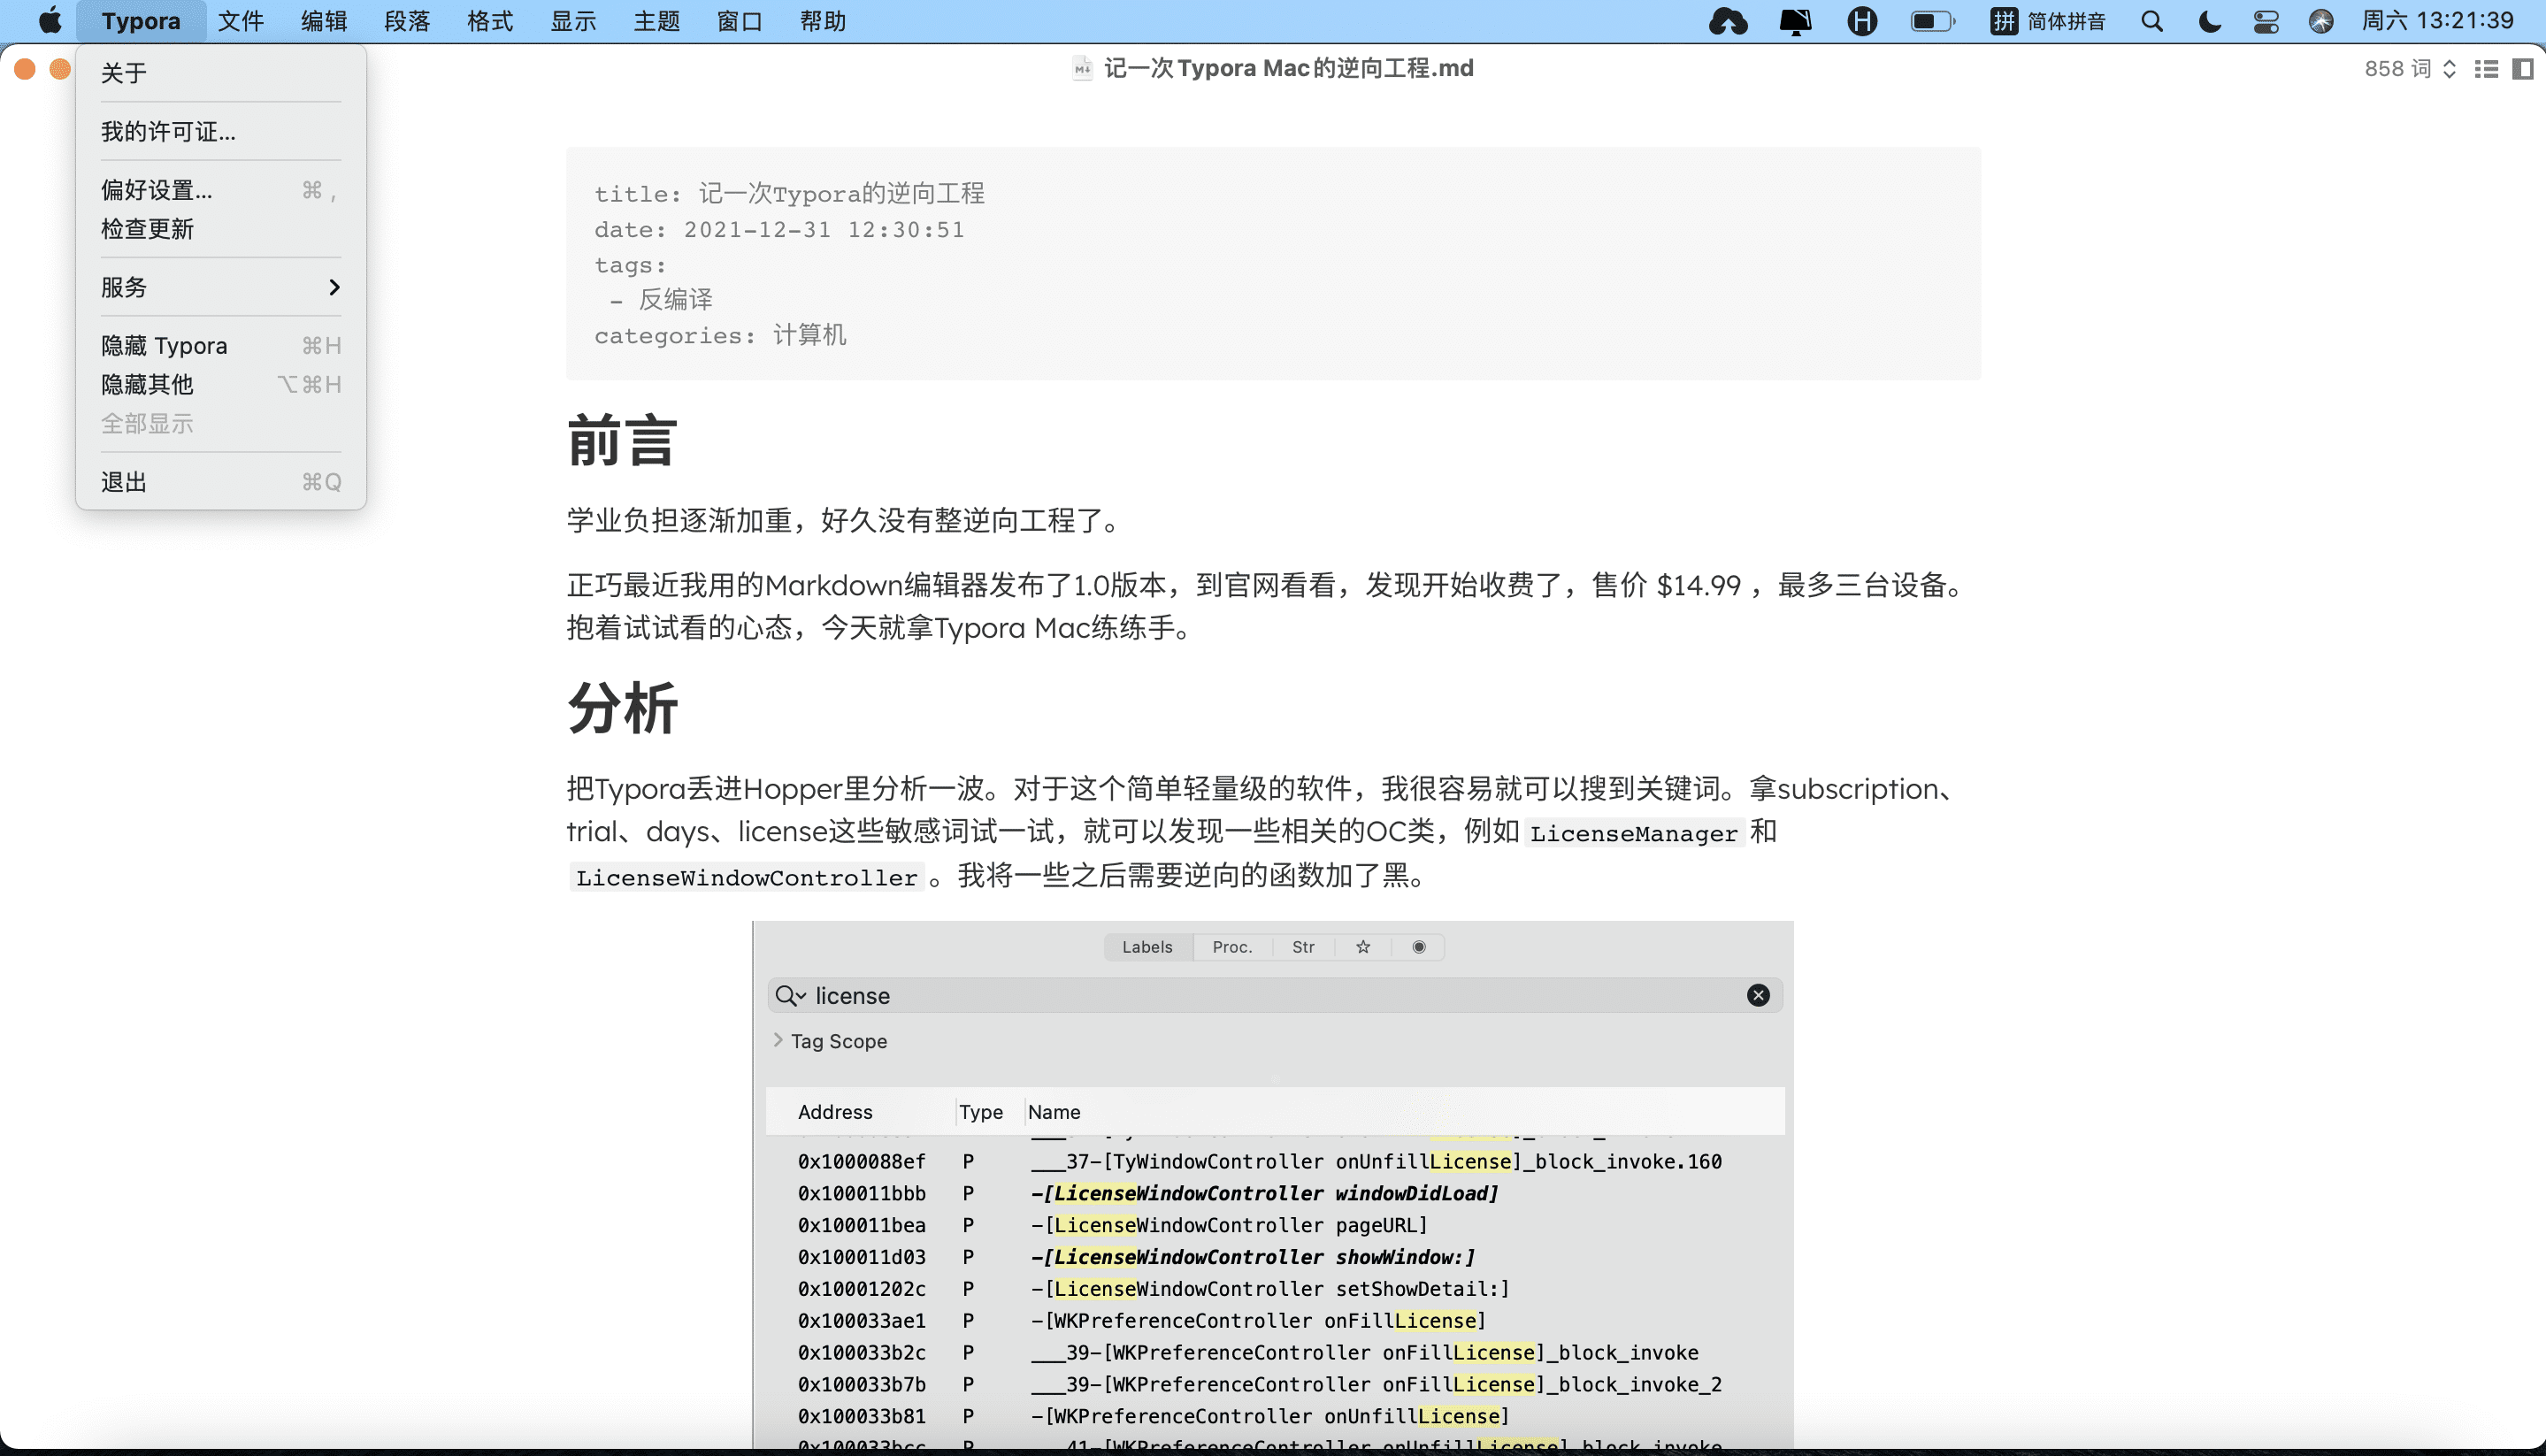 Typora 文件 编辑 段落 格式 显示 主题 窗口 帮助 拼 简体拼音 周六 13:21:39
记一次Typora Mac的逆向工程.md
858 词
关于
我的许可证...
偏好设置... ⌘ ,
检查更新
服务
隐藏 Typora ⌘H
隐藏其他 ⌥⌘H
全部显示
退出 ⌘Q
title: 记一次Typora的逆向工程
date: 2021-12-31 12:30:51
tags:
- 反编译
categories: 计算机
前言
学业负担逐渐加重，好久没有整逆向工程了。
正巧最近我用的Markdown编辑器发布了1.0版本，到官网看看，发现开始收费了，售价 $14.99 ，最多三台设备。
抱着试试看的心态，今天就拿Typora Mac练练手。
分析
把Typora丢进Hopper里分析一波。对于这个简单轻量级的软件，我很容易就可以搜到关键词。拿subscription、
trial、days、license这些敏感词试一试，就可以发现一些相关的OC类，例如 LicenseManager 和
LicenseWindowController 。我将一些之后需要逆向的函数加了黑。
Labels Proc. Str
license
Tag Scope
Address Type Name
0x1000088ef P ___37-[TyWindowController onUnfillLicense]_block_invoke.160
0x100011bbb P -[LicenseWindowController windowDidLoad]
0x100011bea P -[LicenseWindowController pageURL]
0x100011d03 P -[LicenseWindowController showWindow:]
0x10001202c P -[LicenseWindowController setShowDetail:]
0x100033ae1 P -[WKPreferenceController onFillLicense]
0x100033b2c P ___39-[WKPreferenceController onFillLicense]_block_invoke
0x100033b7b P ___39-[WKPreferenceController onFillLicense]_block_invoke_2
0x100033b81 P -[WKPreferenceController onUnfillLicense]
0x100033bcc P ___41-[WKPreferenceController onUnfillLicense]_block_invoke